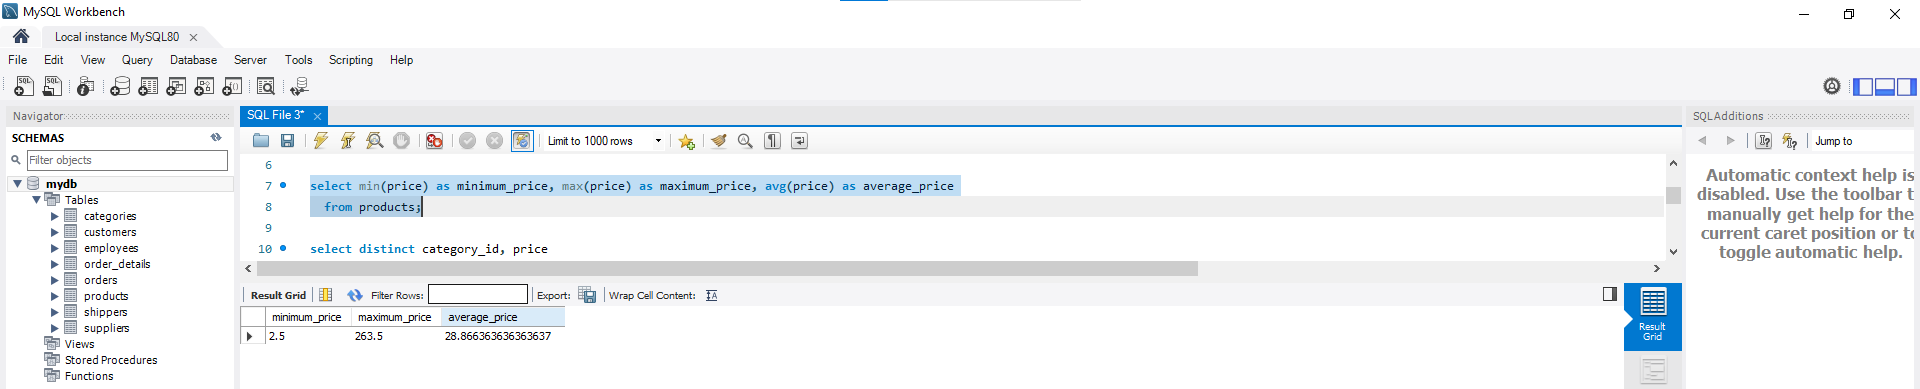 MySQL Workbench
Local instance MySQL80
File Edit View Query Database Server Tools Scripting Help
Navigator
SCHEMAS
Filter objects
mydb
Tables
categories
customers
employees
order_details
orders
products
shippers
suppliers
Views
Stored Procedures
Functions
SQL File 3*
Limit to 1000 rows
6
7 select min(price) as minimum_price, max(price) as maximum_price, avg(price) as average_price
8 from products;
9
10 select distinct category_id, price
Result Grid Filter Rows: Export: Wrap Cell Content:
minimum_price maximum_price average_price
2.5 263.5 28.866363636363637
Result
Grid
SQLAdditions
Jump to
Automatic context help is
disabled. Use the toolbar t
manually get help for the
current caret position or to
toggle automatic help.